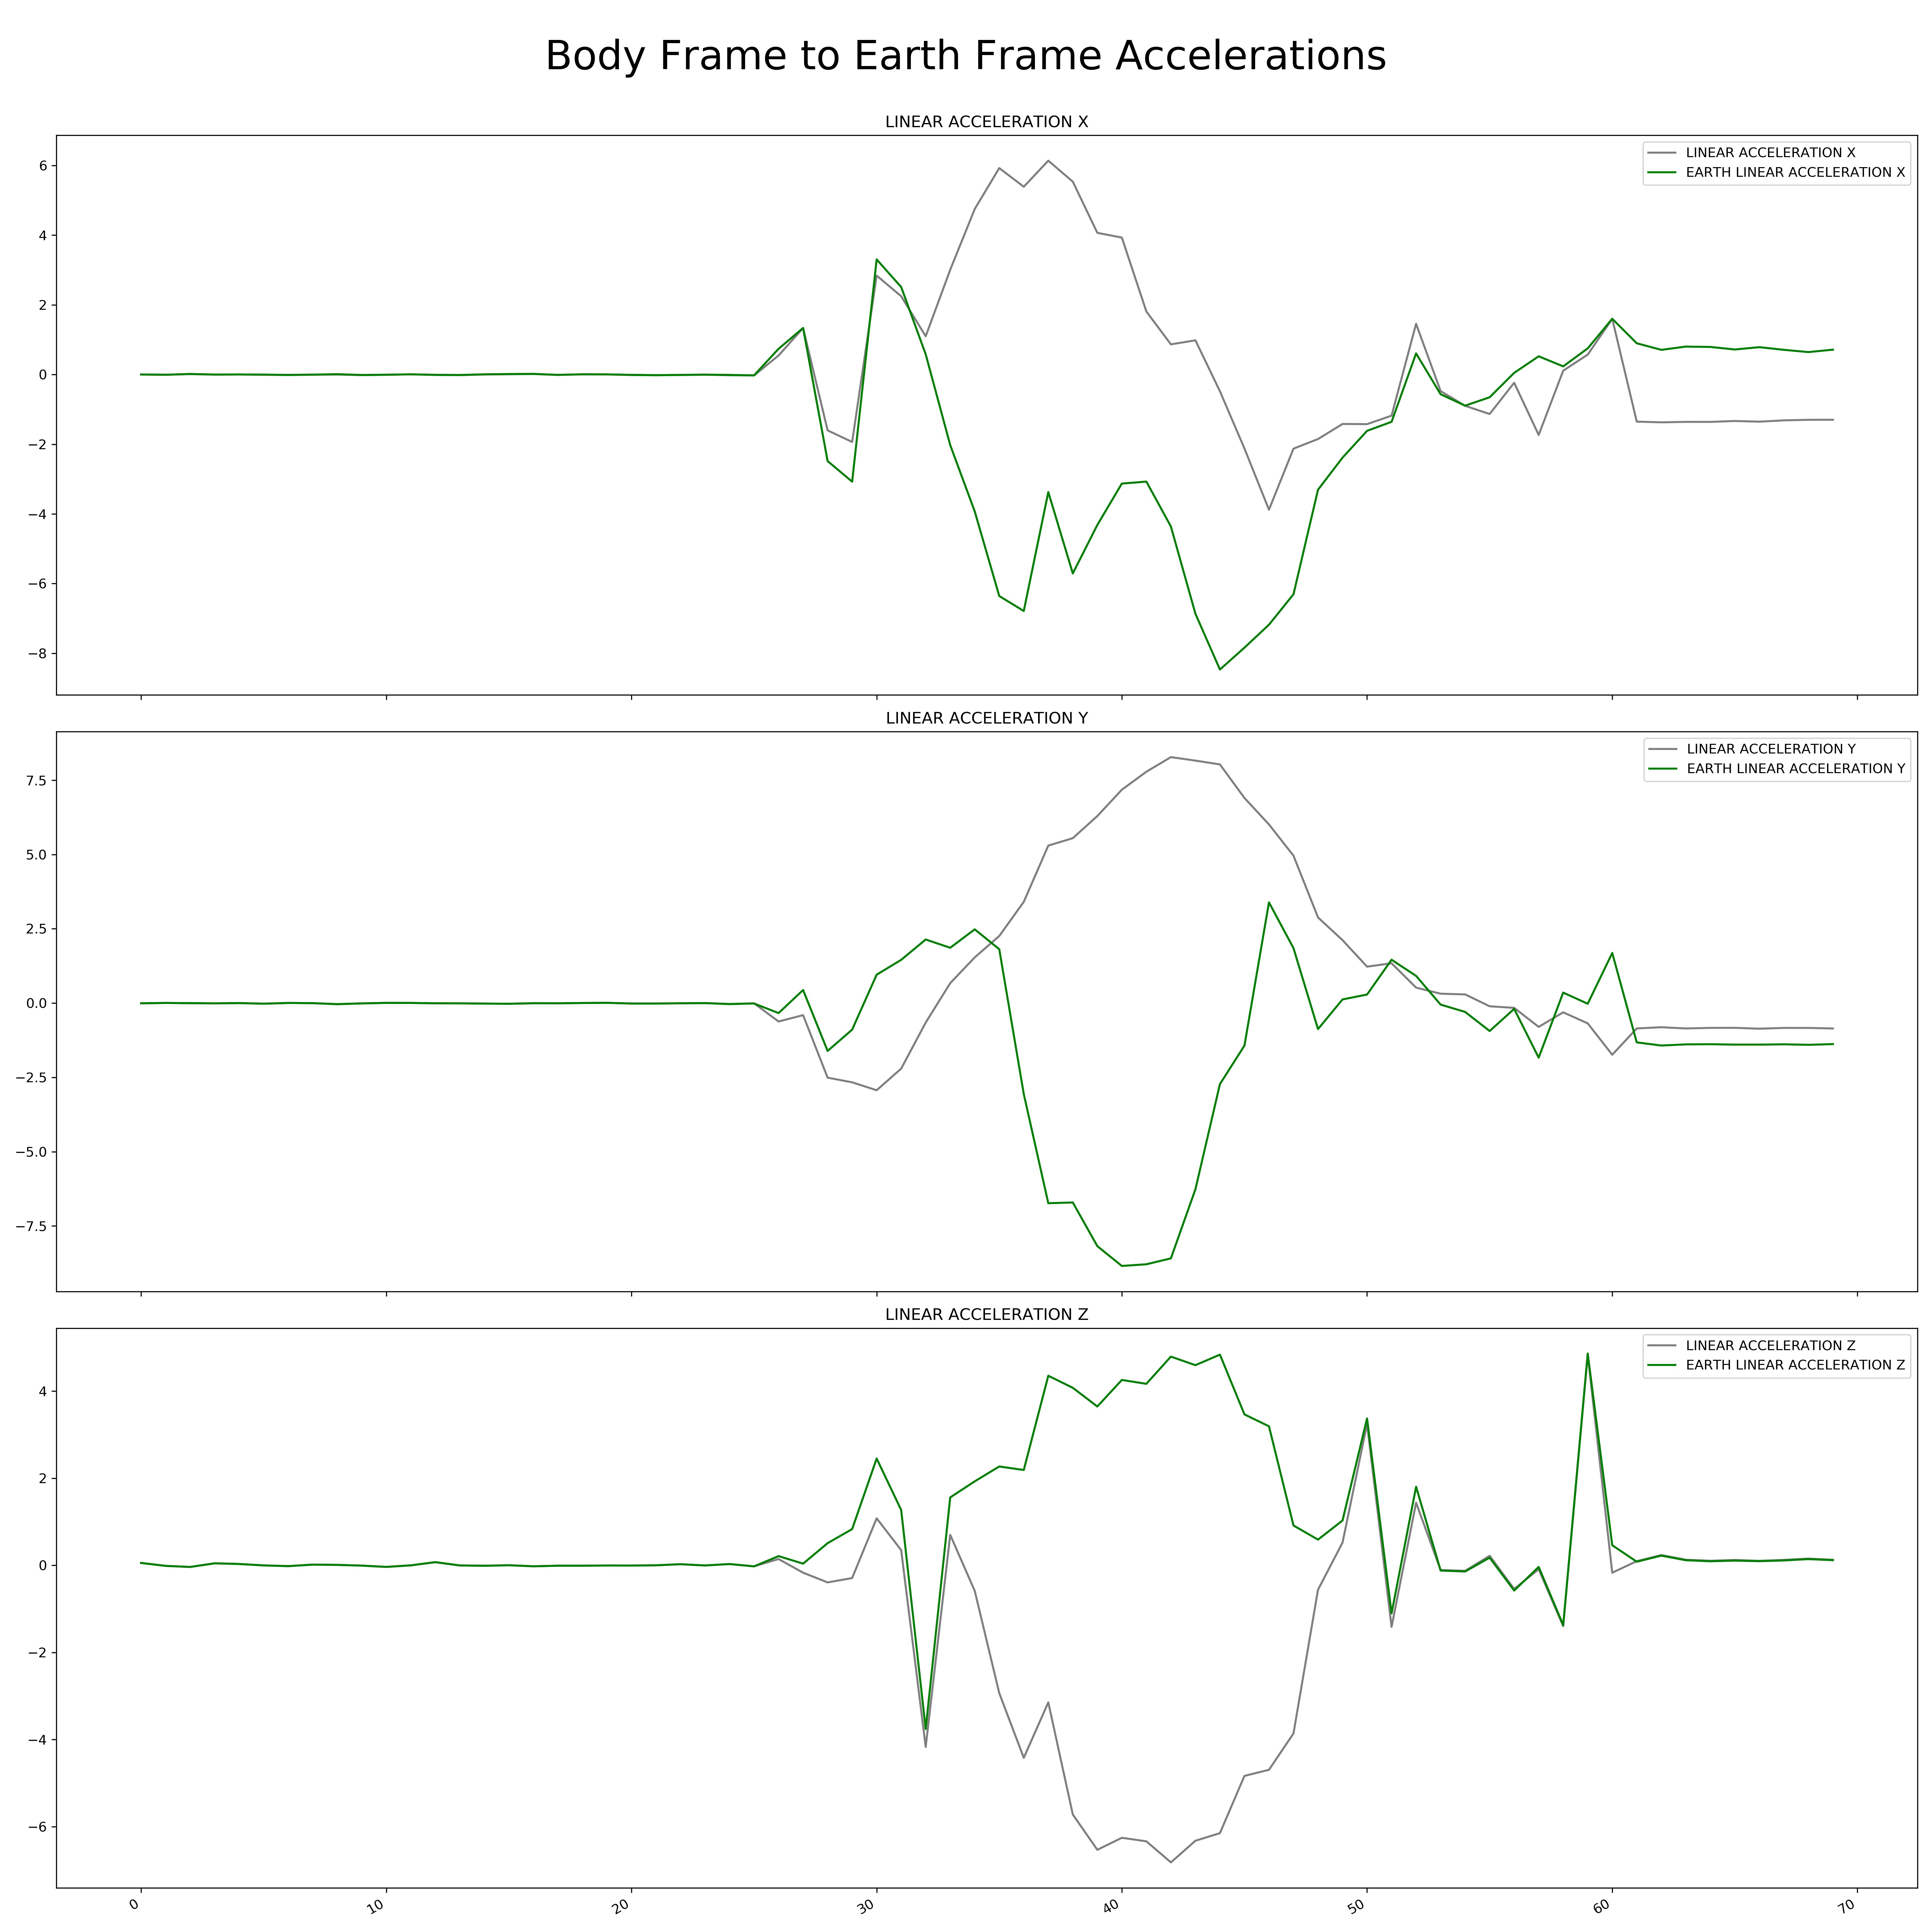 Body Frame to Earth Frame Accelerations
LINEAR ACCELERATION X
LINEAR ACCELERATION X
EARTH LINEAR ACCELERATION X
6
4
2
0
−2
−4
−6
−8
LINEAR ACCELERATION Y
LINEAR ACCELERATION Y
EARTH LINEAR ACCELERATION Y
7.5
5.0
2.5
0.0
−2.5
−5.0
−7.5
LINEAR ACCELERATION Z
LINEAR ACCELERATION Z
EARTH LINEAR ACCELERATION Z
4
2
0
−2
−4
−6
0 10 20 30 40 50 60 70